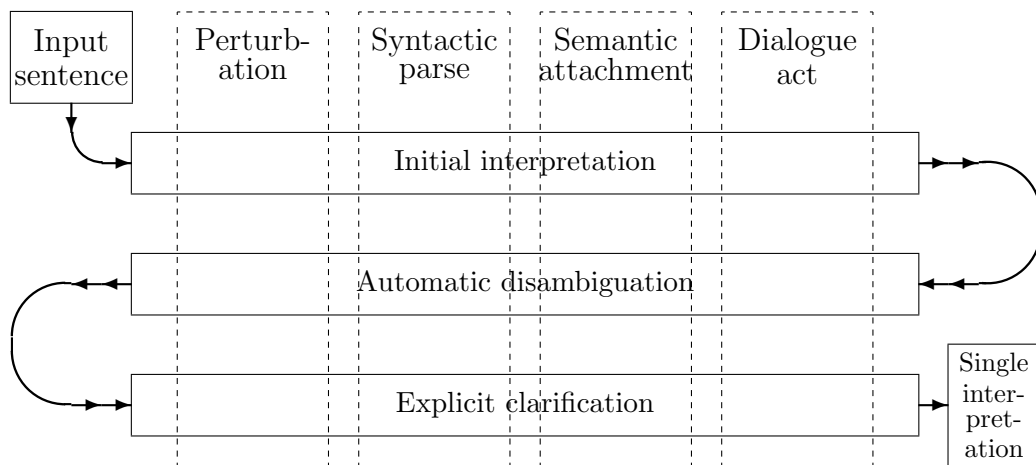 Input
sentence
Perturb-
ation
Syntactic
parse
Semantic
attachment
Dialogue
act
Initial interpretation
Automatic disambiguation
Explicit clarification
Single
inter-
pret-
ation